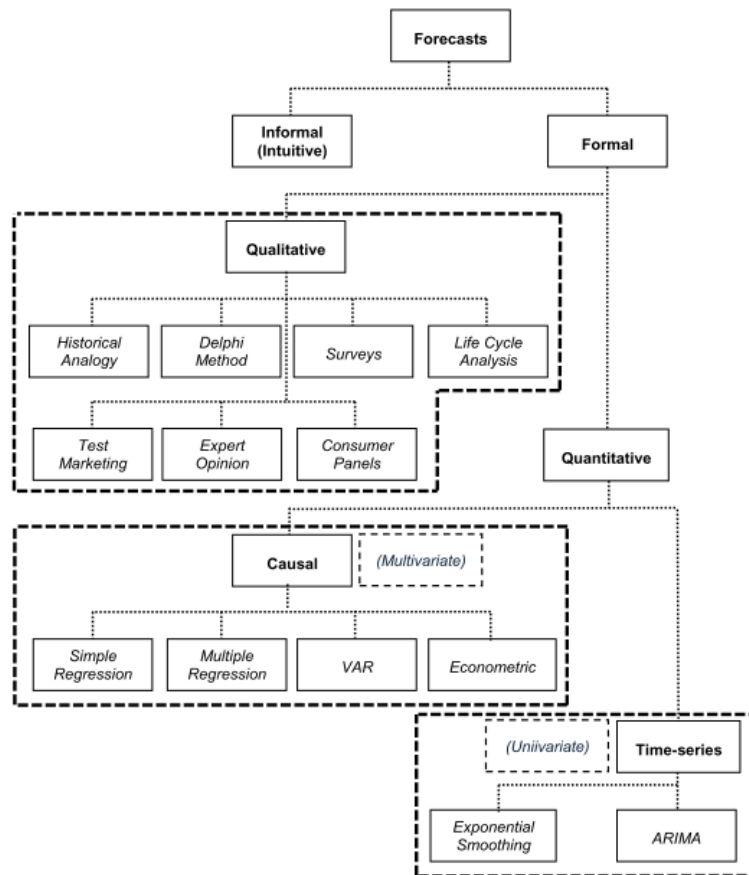 Forecasts
Informal
(Intuitive)
Formal
Qualitative
Historical
Analogy
Delphi
Method
Surveys
Life Cycle
Analysis
Test
Marketing
Expert
Opinion
Consumer
Panels
Quantitative
Causal
(Multivariate)
Simple
Regression
Multiple
Regression
VAR
Econometric
(Uniivariate)
Time-series
Exponential
Smoothing
ARIMA